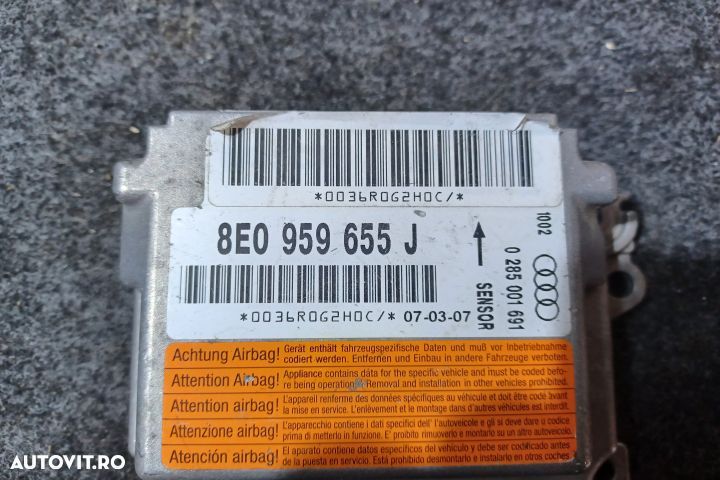 *0036R0G2H0C/*
8E0 959 655 J
*0036R0G2H0C/* 07-03-07
SENSOR
0 285 001 691
1002
Achtung Airbag! Gerät enthält fahrzeugspezifische Daten und muß vor Inbetriebnahme
codiert werden. Entfernen und Einbau in andere Fahrzeuge verboten.
Attention Airbag! Appliance contains data for the specific vehicle and must be coded befo-
re being operation. Removal and installation in other vehicles prohibited.
Attention airbag! L'appareil renferme des données spécifiques au véhicule et doit être codé avant
la mise en service. L'enlèvement et le montage dans d'autres véhicules est interdit.
Attenzione airbag! L'apparecchio contiene i dati specifici dell' l'autoveicolo e gli si deve dare u codice
prima di metterlo in funzione. E' proibito rimuoverio e montarlo su un altro autoveicolo.
Atención airbag! El aparato contiene datos específicos del vehículo y debe ser codificado antes
de la puesta en servicio. Está prohibido desmontarlo e instalarlo en otros coches.
AUTOVIT.RO
AUTOVIT.RO